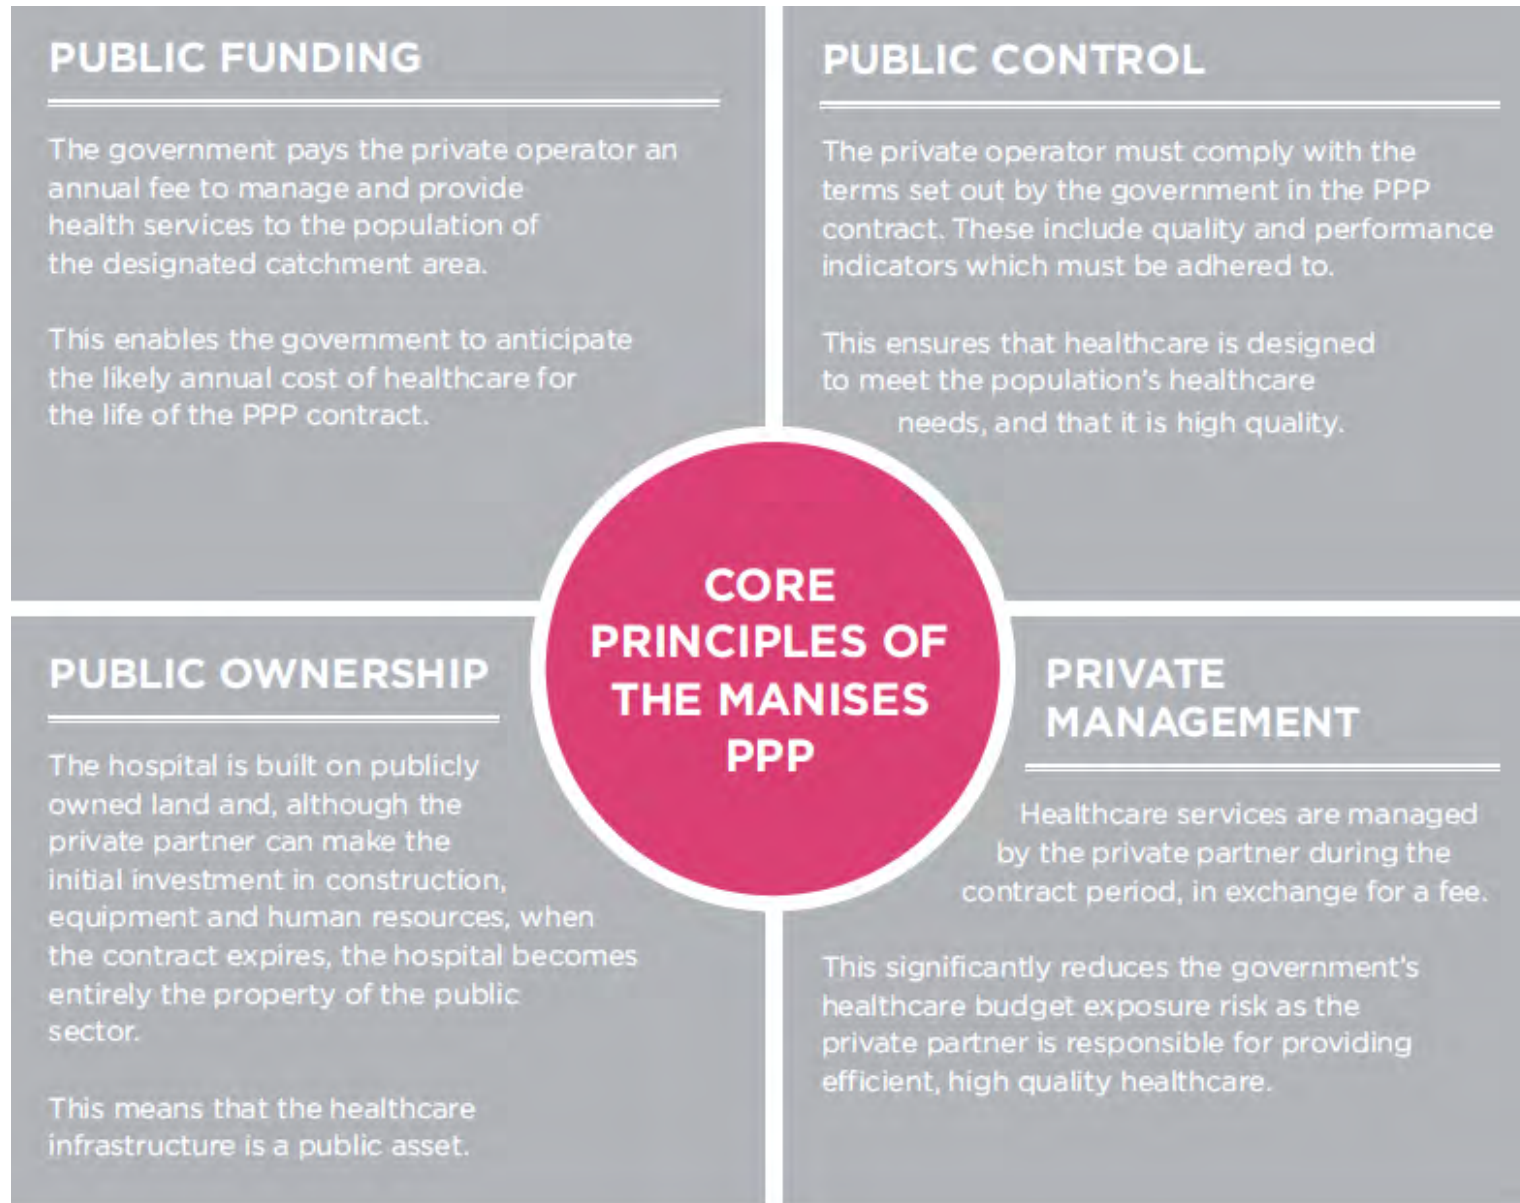 PUBLIC FUNDING
The government pays the private operator an
annual fee to manage and provide
health services to the population of
the designated catchment area.
This enables the government to anticipate
the likely annual cost of healthcare for
the life of the PPP contract.
PUBLIC CONTROL
The private operator must comply with the
terms set out by the government in the PPP
contract. These include quality and performance
indicators which must be adhered to.
This ensures that healthcare is designed
to meet the population's healthcare
needs, and that it is high quality.
CORE
PRINCIPLES OF
THE MANISES
PPP
PUBLIC OWNERSHIP
The hospital is built on publicly
owned land and, although the
private partner can make the
initial investment in construction,
equipment and human resources, when
the contract expires, the hospital becomes
entirely the property of the public
sector.
This means that the healthcare
infrastructure is a public asset.
PRIVATE
MANAGEMENT
Healthcare services are managed
by the private partner during the
contract period, in exchange for a fee.
This significantly reduces the government's
healthcare budget exposure risk as the
private partner is responsible for providing
efficient, high quality healthcare.